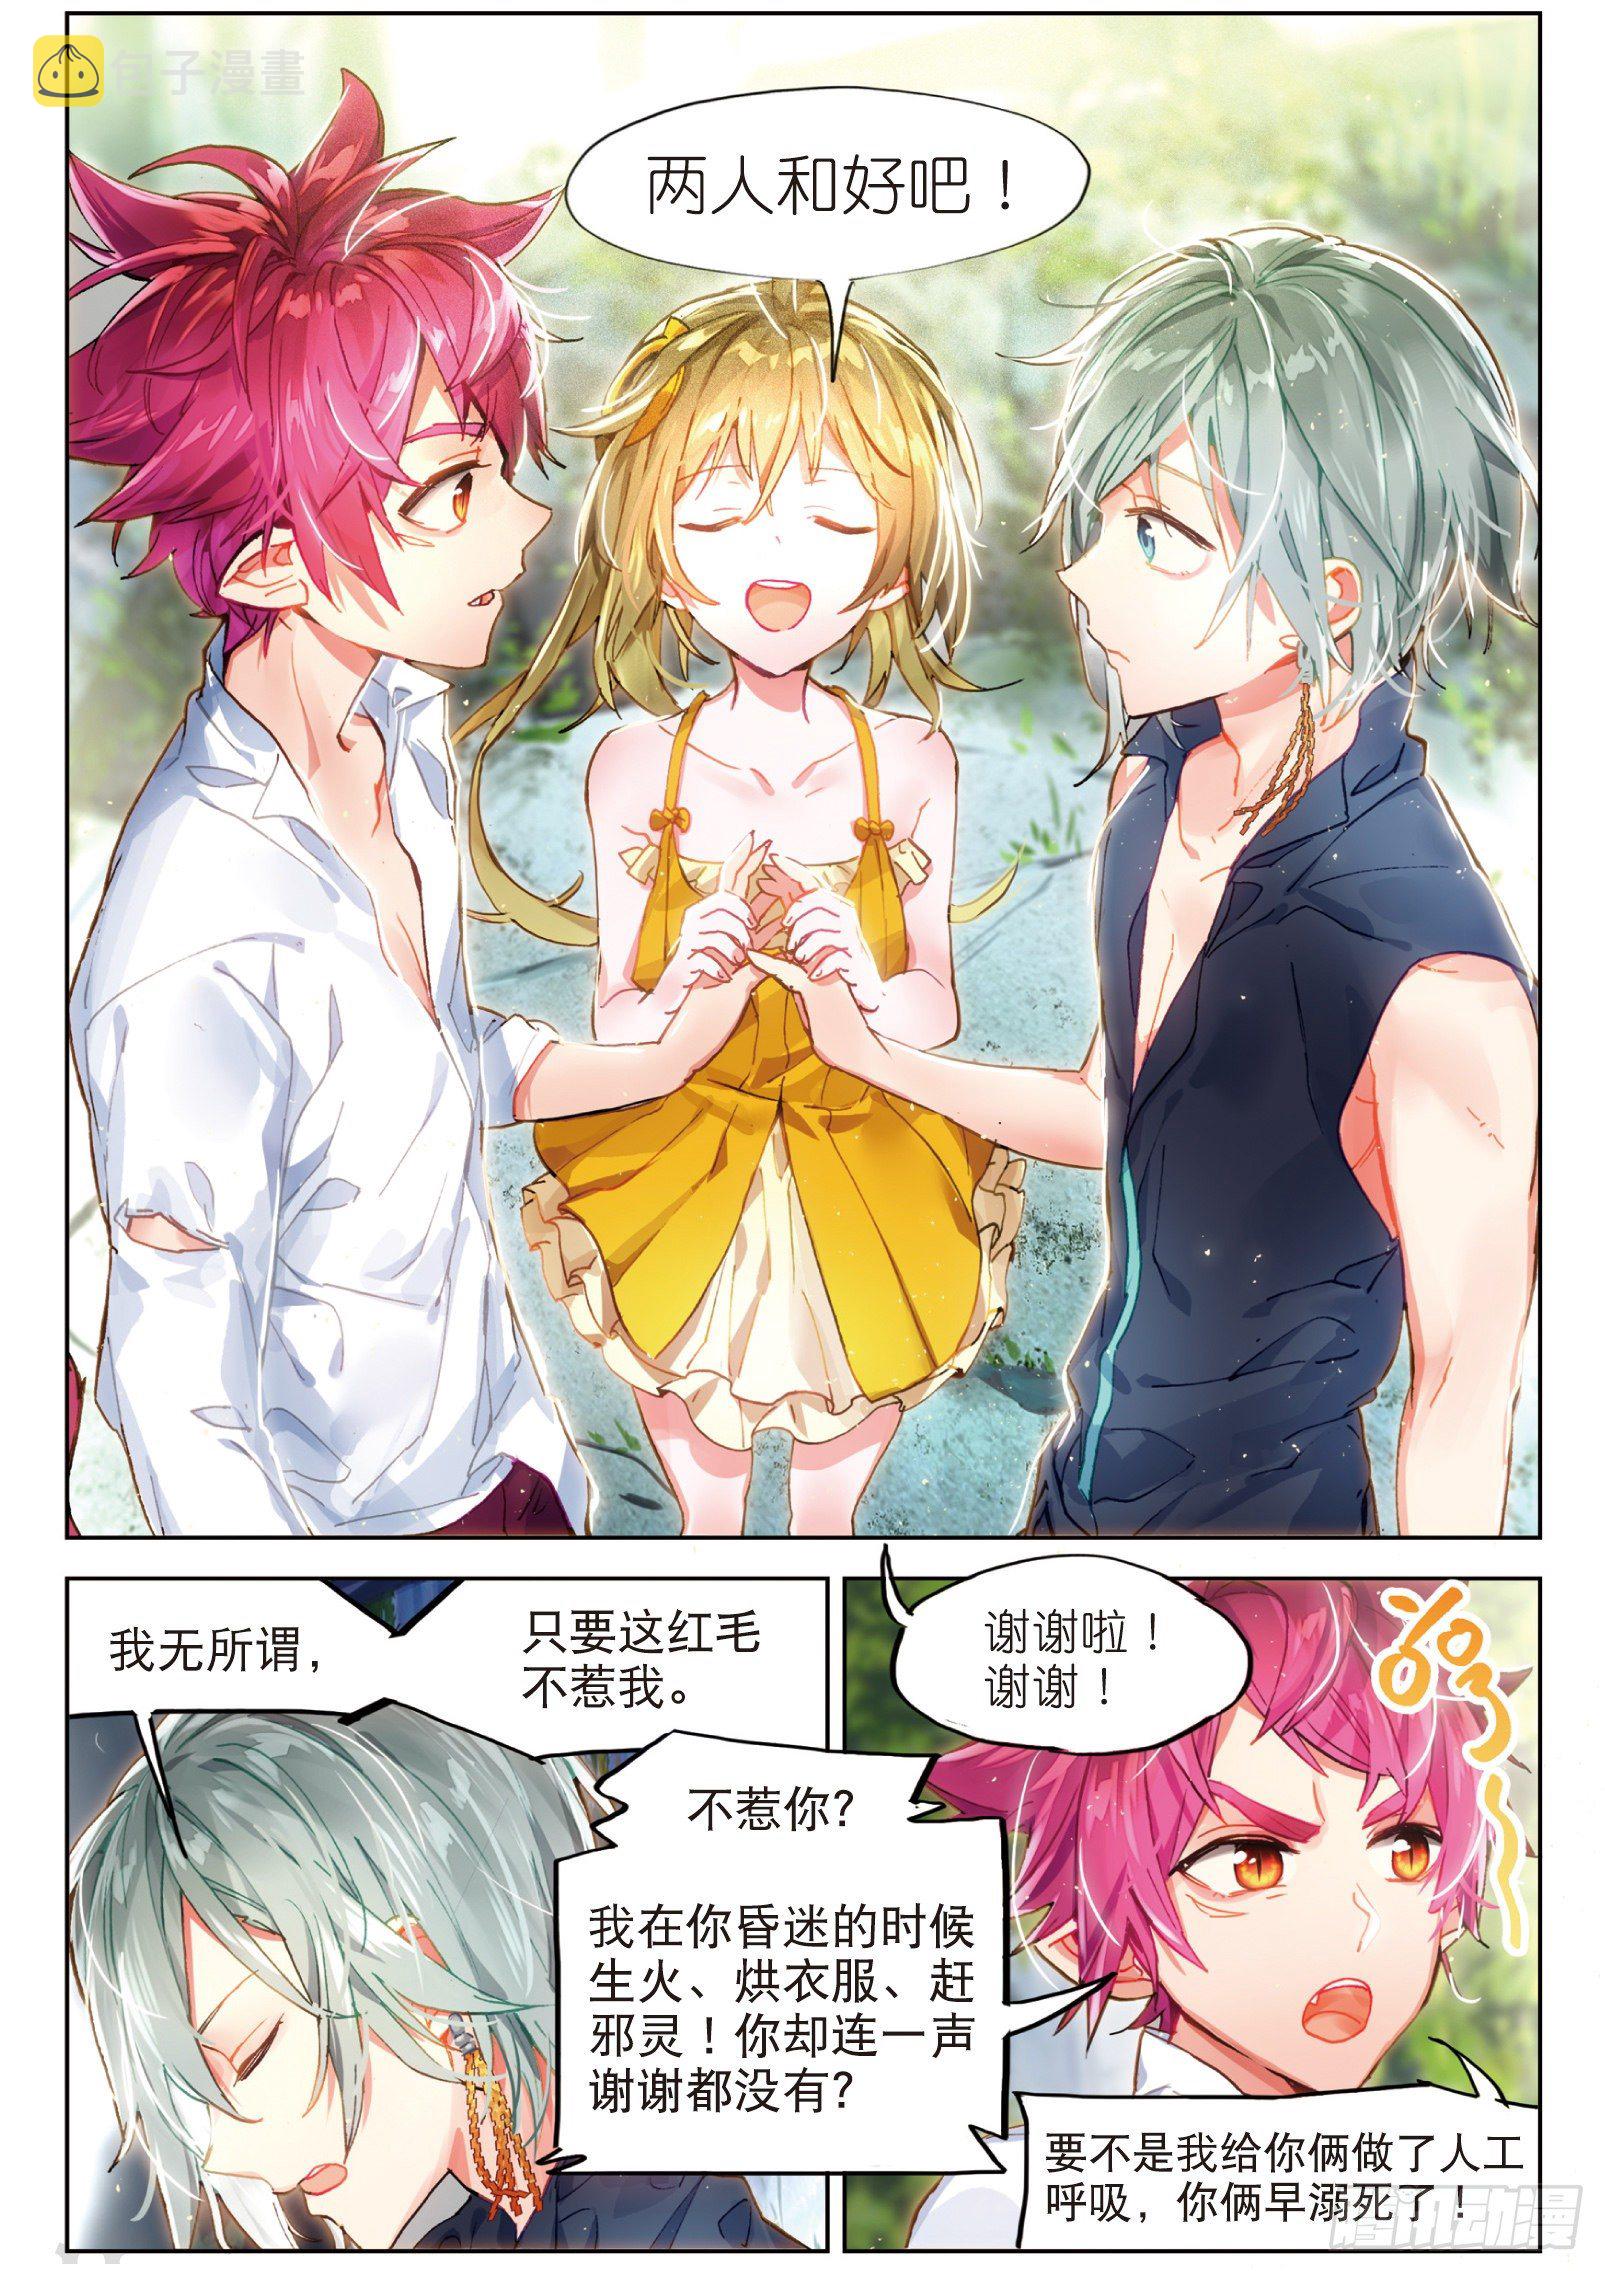 包子漫畫
两人和好吧！
我无所谓，
只要这红毛
不惹我。
谢谢啦！
谢谢！
不惹你？
我在你昏迷的时候
生火、烘衣服、赶
邪灵！你却连一声
谢谢都没有？
要不是我给你俩做了人工
呼吸，你俩早溺死了！
腾讯动漫